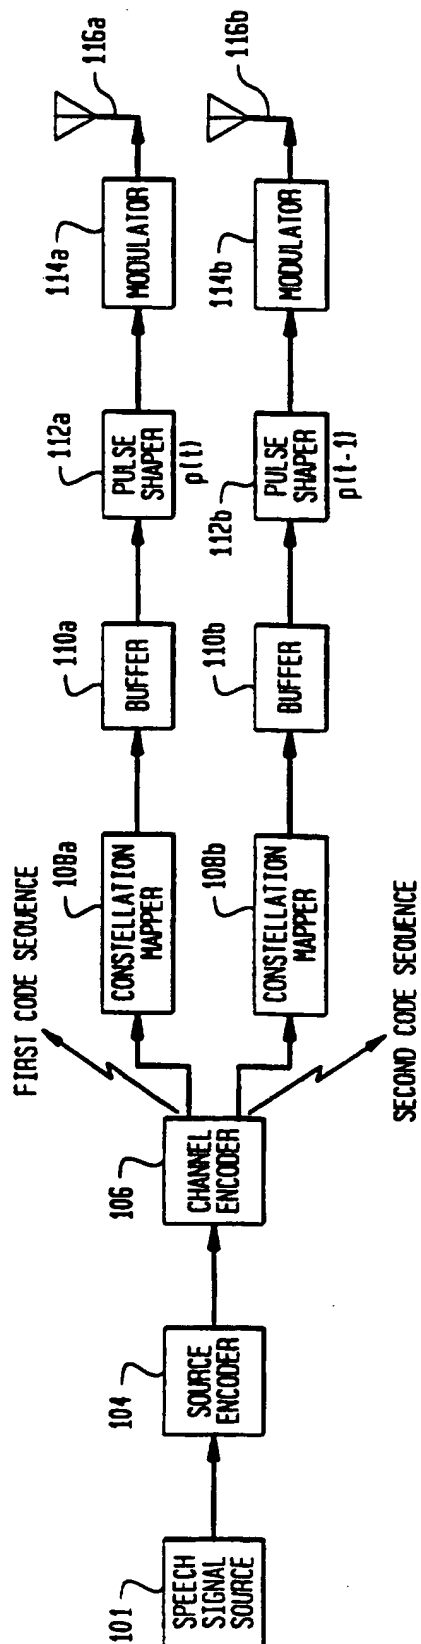 101
SPEECH
SIGNAL
SOURCE
104
SOURCE
ENCODER
106
CHANNEL
ENCODER
FIRST CODE SEQUENCE
SECOND CODE SEQUENCE
108a
CONSTELLATION
MAPPER
110a
BUFFER
112a
PULSE
SHAPER
p(t)
114a
MODULATOR
116a
108b
CONSTELLATION
MAPPER
110b
BUFFER
112b
PULSE
SHAPER
p(t-1)
114b
MODULATOR
116b